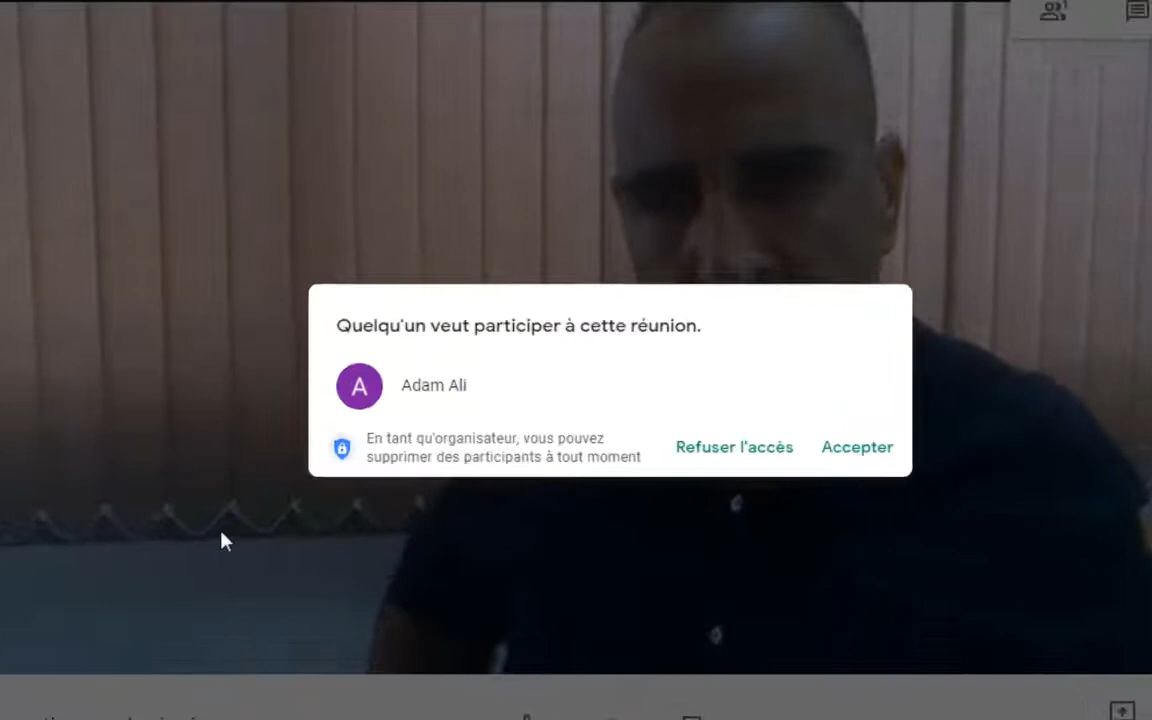 1
Quelqu'un veut participer à cette réunion.
A
Adam Ali
En tant qu'organisateur, vous pouvez
supprimer des participants à tout moment
Refuser l'accès
Accepter